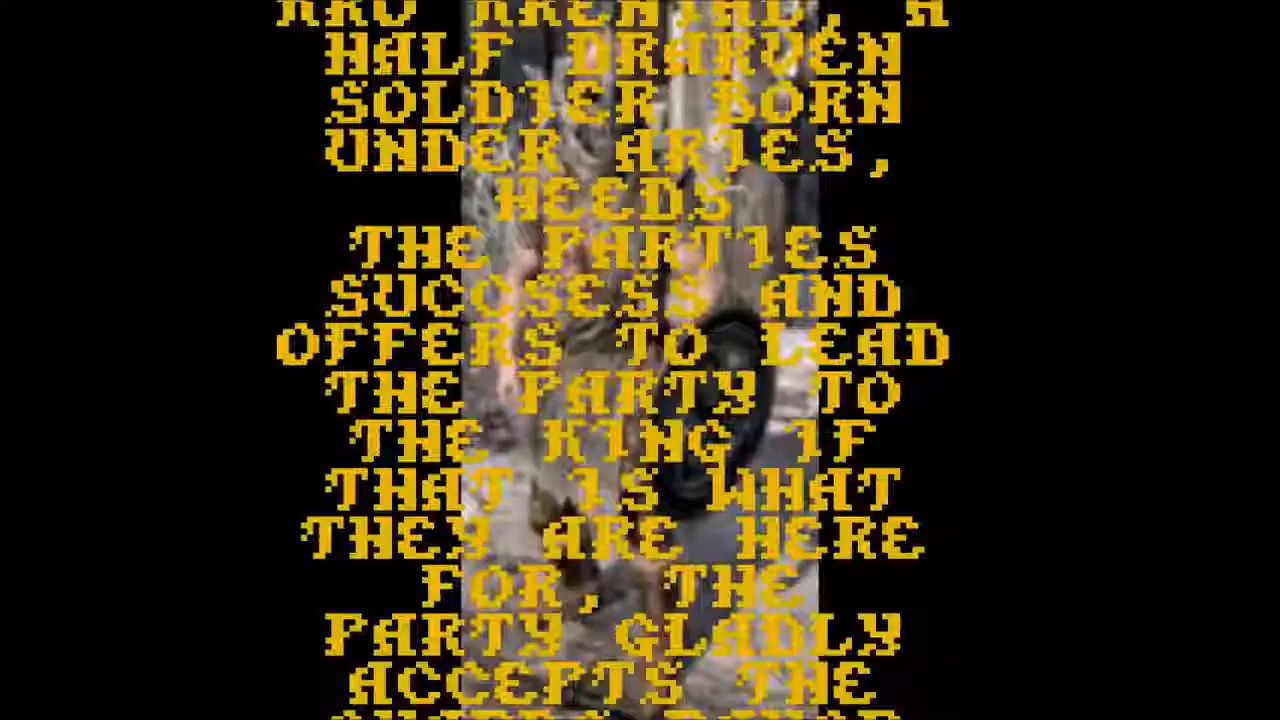 A
HALF DRARVEN
SOLDIER BORN
UNDER ARIES,
HEEDS
THE PARTIES
SUCCSESS AND
OFFERS TO LEAD
THE PARTY TO
THE KING IF
THAT IS WHAT
THEY ARE HERE
FOR, THE
PARTY GLADLY
ACCEPTS THE